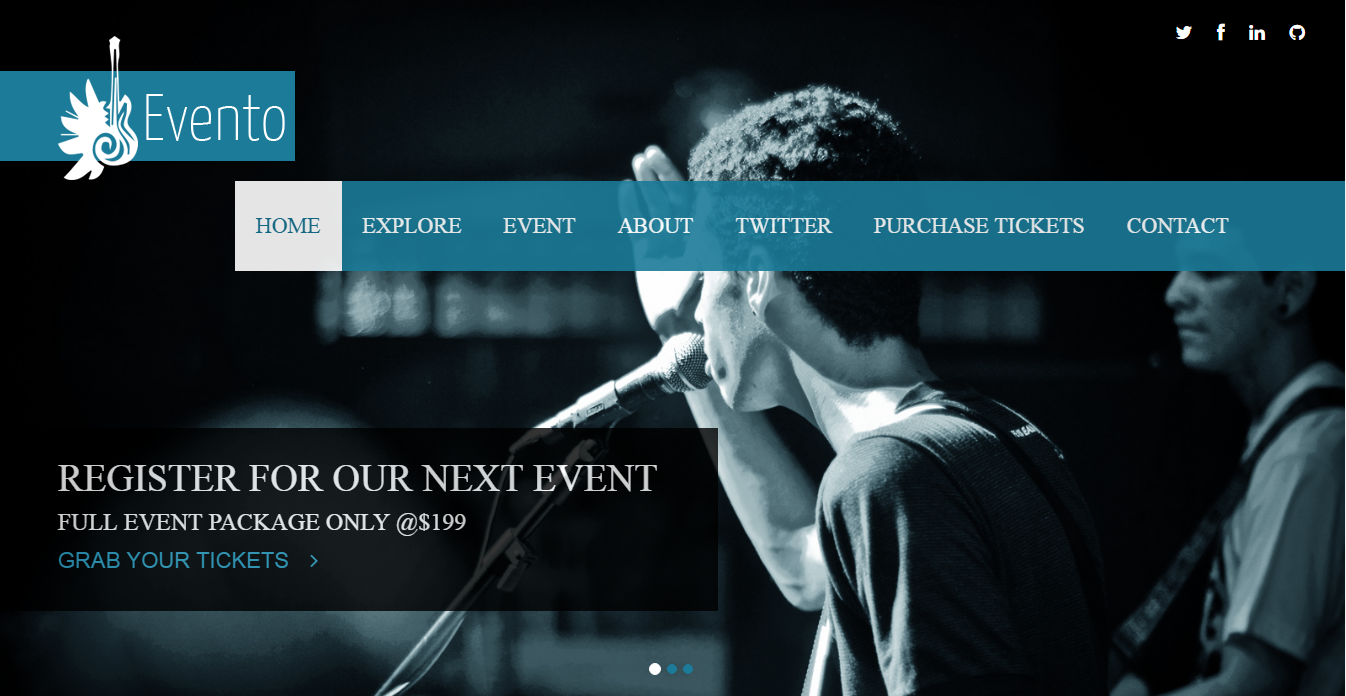 Evento
HOME EXPLORE EVENT ABOUT TWITTER PURCHASE TICKETS CONTACT
REGISTER FOR OUR NEXT EVENT
FULL EVENT PACKAGE ONLY @$199
GRAB YOUR TICKETS >